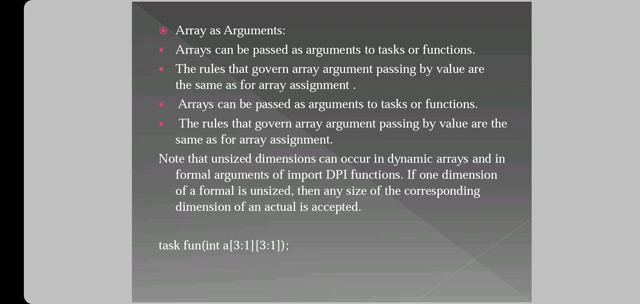 Array as Arguments:
Arrays can be passed as arguments to tasks or functions.
The rules that govern array argument passing by value are
the same as for array assignment .
Arrays can be passed as arguments to tasks or functions.
The rules that govern array argument passing by value are the
same as for array assignment.
Note that unsized dimensions can occur in dynamic arrays and in
formal arguments of import DPI functions. If one dimension
of a formal is unsized, then any size of the corresponding
dimension of an actual is accepted.
task fun(int a[3:1][3:1]);